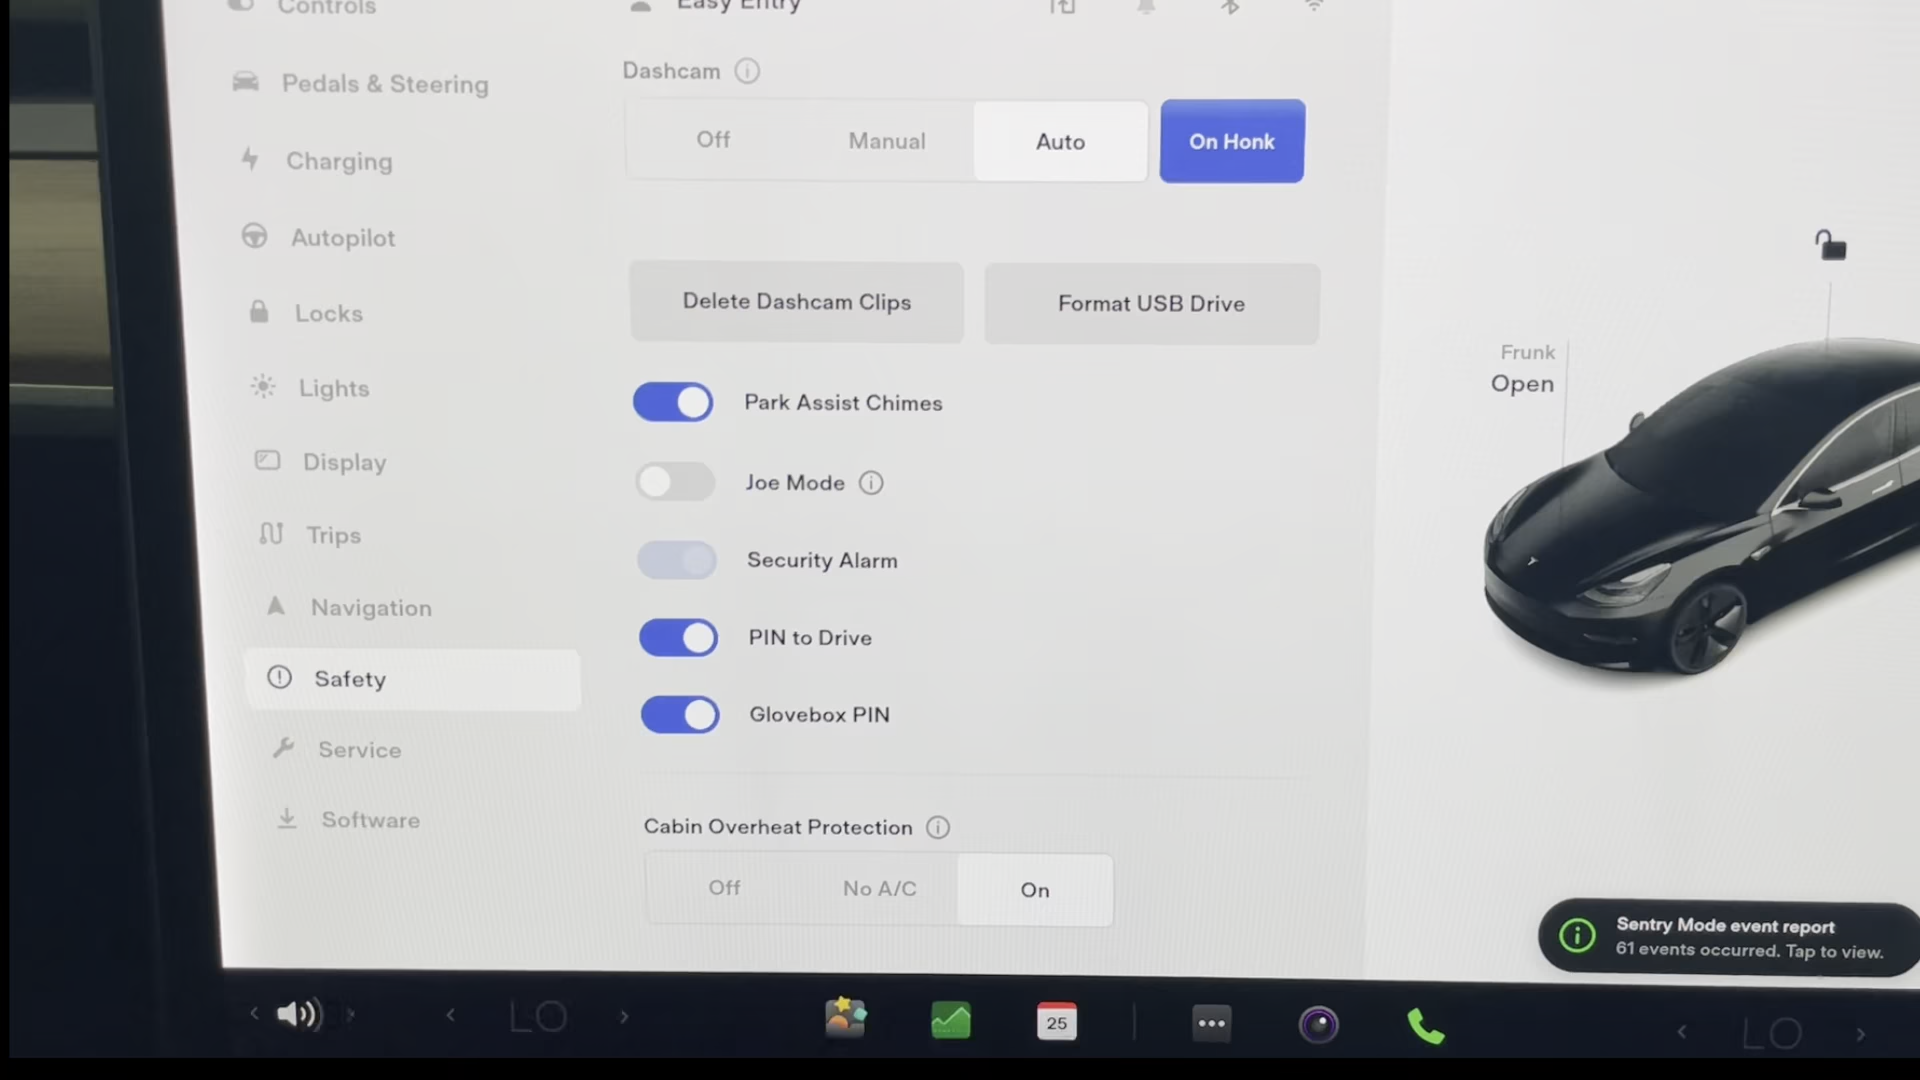 Controls
Easy Entry
Pedals & Steering
Charging
Autopilot
Locks
Lights
Display
Trips
Navigation
Safety
Service
Software
Dashcam
Off
Manual
Auto
On Honk
Delete Dashcam Clips
Format USB Drive
Park Assist Chimes
Joe Mode
Security Alarm
PIN to Drive
Glovebox PIN
Cabin Overheat Protection
Off
No A/C
On
Frunk
Open
Sentry Mode event report
61 events occurred. Tap to view.
LO
25
LO